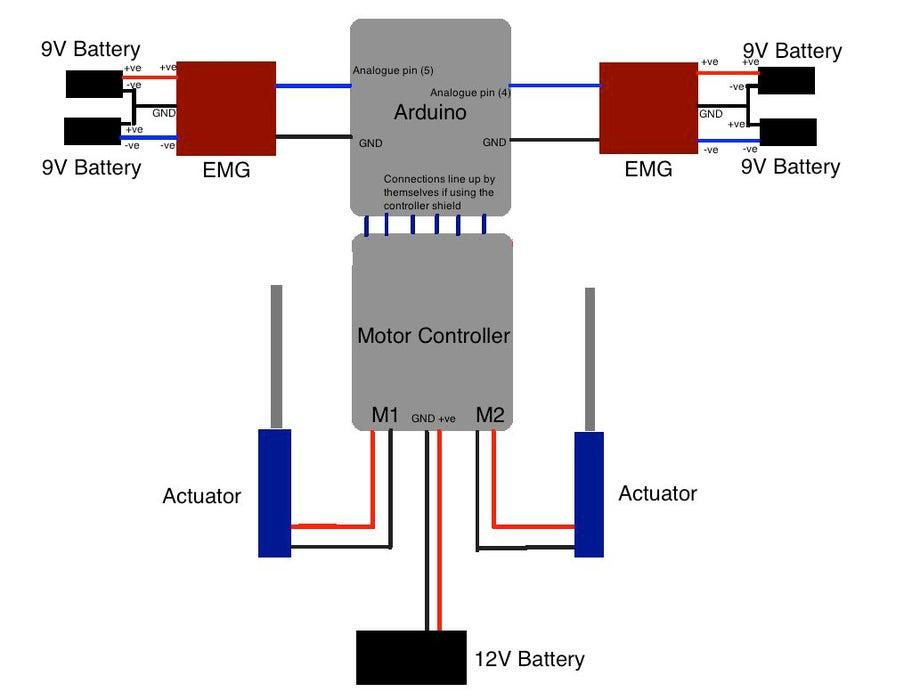 9V Battery
+ve
+ve
-ve
GND
+ve
-ve
-ve
9V Battery
EMG
Analogue pin (5)
Analogue pin (4)
Arduino
GND
GND
Connections line up by
themselves if using the
controller shield
9V Battery
+ve
+ve
-ve
GND
+ve
-ve
-ve
9V Battery
EMG
Motor Controller
M1
GND +ve
M2
Actuator
Actuator
12V Battery